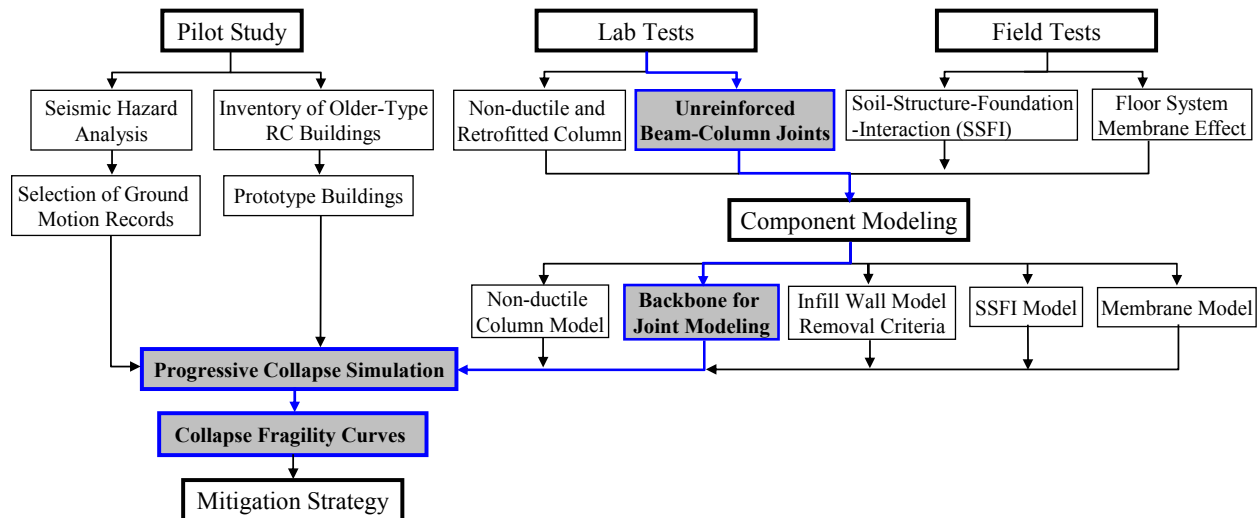 Pilot Study
Lab Tests
Field Tests
Seismic Hazard
Analysis
Inventory of Older-Type
RC Buildings
Non-ductile and
Retrofitted Column
Unreinforced
Beam-Column Joints
Soil-Structure-Foundation
-Interaction (SSFI)
Floor System
Membrane Effect
Selection of Ground
Motion Records
Prototype Buildings
Component Modeling
Non-ductile
Column Model
Backbone for
Joint Modeling
Infill Wall Model
Removal Criteria
SSFI Model
Membrane Model
Progressive Collapse Simulation
Collapse Fragility Curves
Mitigation Strategy